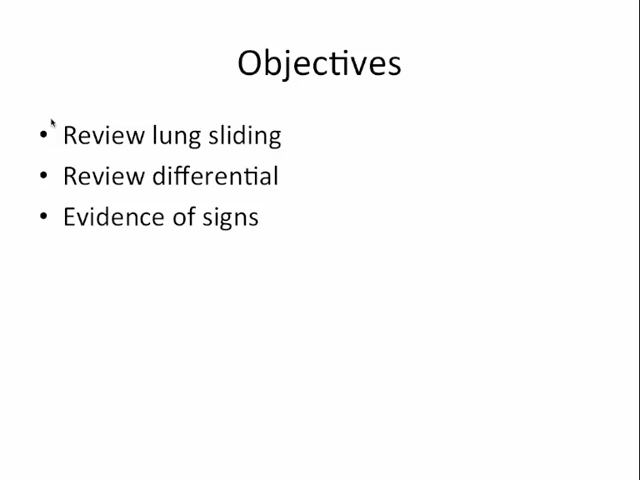 Objectives
• Review lung sliding
• Review differential
• Evidence of signs